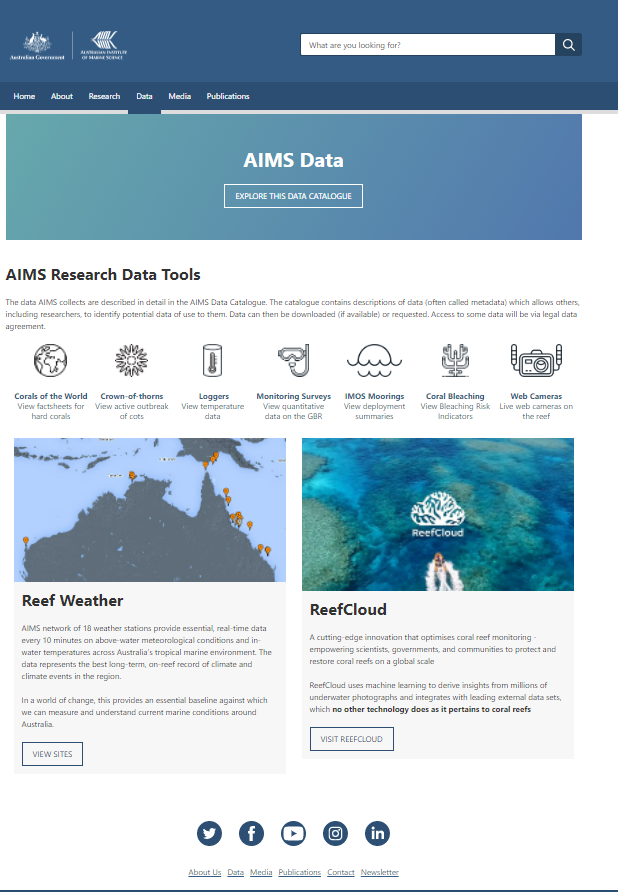 Australian Government
AUSTRALIAN INSTITUTE
OF MARINE SCIENCE
What are you looking for?
Home About Research Data Media Publications
AIMS Data
EXPLORE THIS DATA CATALOGUE
AIMS Research Data Tools
The data AIMS collects are described in detail in the AIMS Data Catalogue. The catalogue contains descriptions of data (often called metadata) which allows others,
including researchers, to identify potential data of use to them. Data can then be downloaded (if available) or requested. Access to some data will be via legal data
agreement.
Corals of the World
View factsheets for
hard corals
Crown-of-thorns
View active outbreak
of cots
Loggers
View temperature
data
Monitoring Surveys
View quantitative
data on the GBR
IMOS Moorings
View deployment
summaries
Coral Bleaching
View Bleaching Risk
Indicators
Web Cameras
Live web cameras on
the reef
Reef Weather
AIMS network of 18 weather stations provide essential, real-time data
every 10 minutes on above-water meteorological conditions and in-
water temperatures across Australia's tropical marine environment. The
data represents the best long-term, on-reef record of climate and
climate events in the region.
In a world of change, this provides an essential baseline against which
we can measure and understand current marine conditions around
Australia.
VIEW SITES
ReefCloud
ReefCloud
A cutting-edge innovation that optimises coral reef monitoring -
empowering scientists, governments, and communities to protect and
restore coral reefs on a global scale
ReefCloud uses machine learning to derive insights from millions of
underwater photographs and integrates with leading external data sets,
which no other technology does as it pertains to coral reefs
VISIT REEFCLOUD
About Us Data Media Publications Contact Newsletter